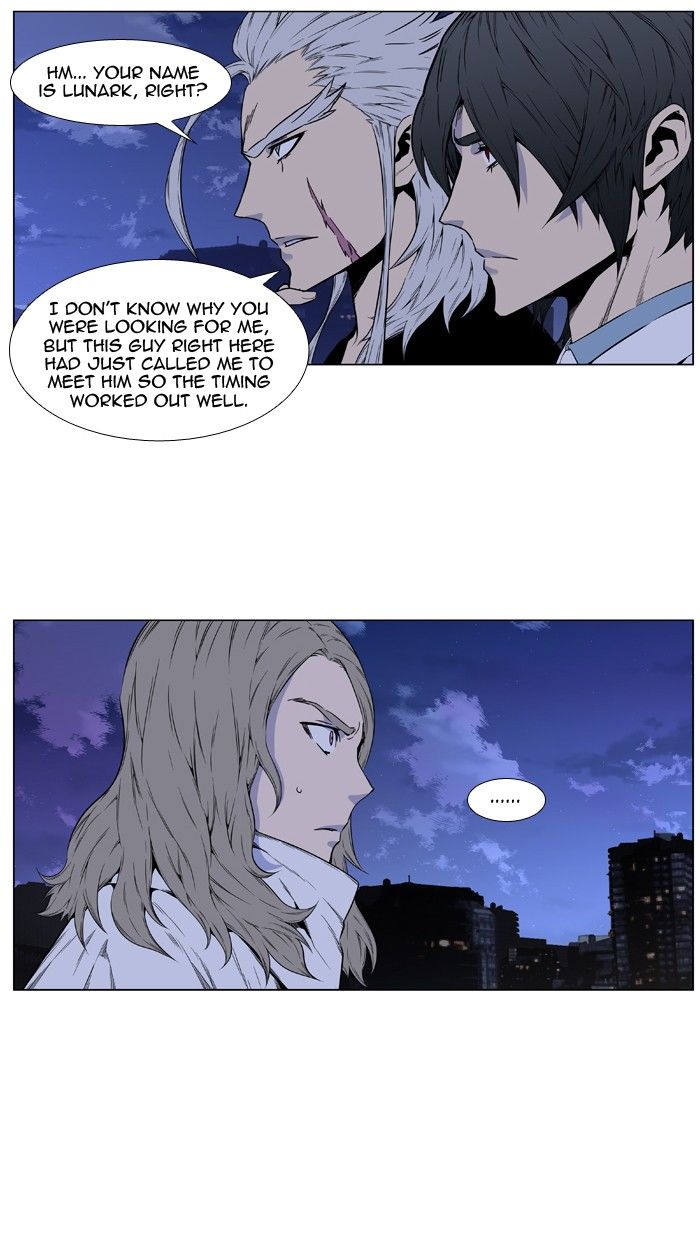 HM... YOUR NAME
IS LUNARK, RIGHT?
I DON'T KNOW WHY YOU
WERE LOOKING FOR ME,
BUT THIS GUY RIGHT HERE
HAD JUST CALLED ME TO
MEET HIM SO THE TIMING
WORKED OUT WELL.
......